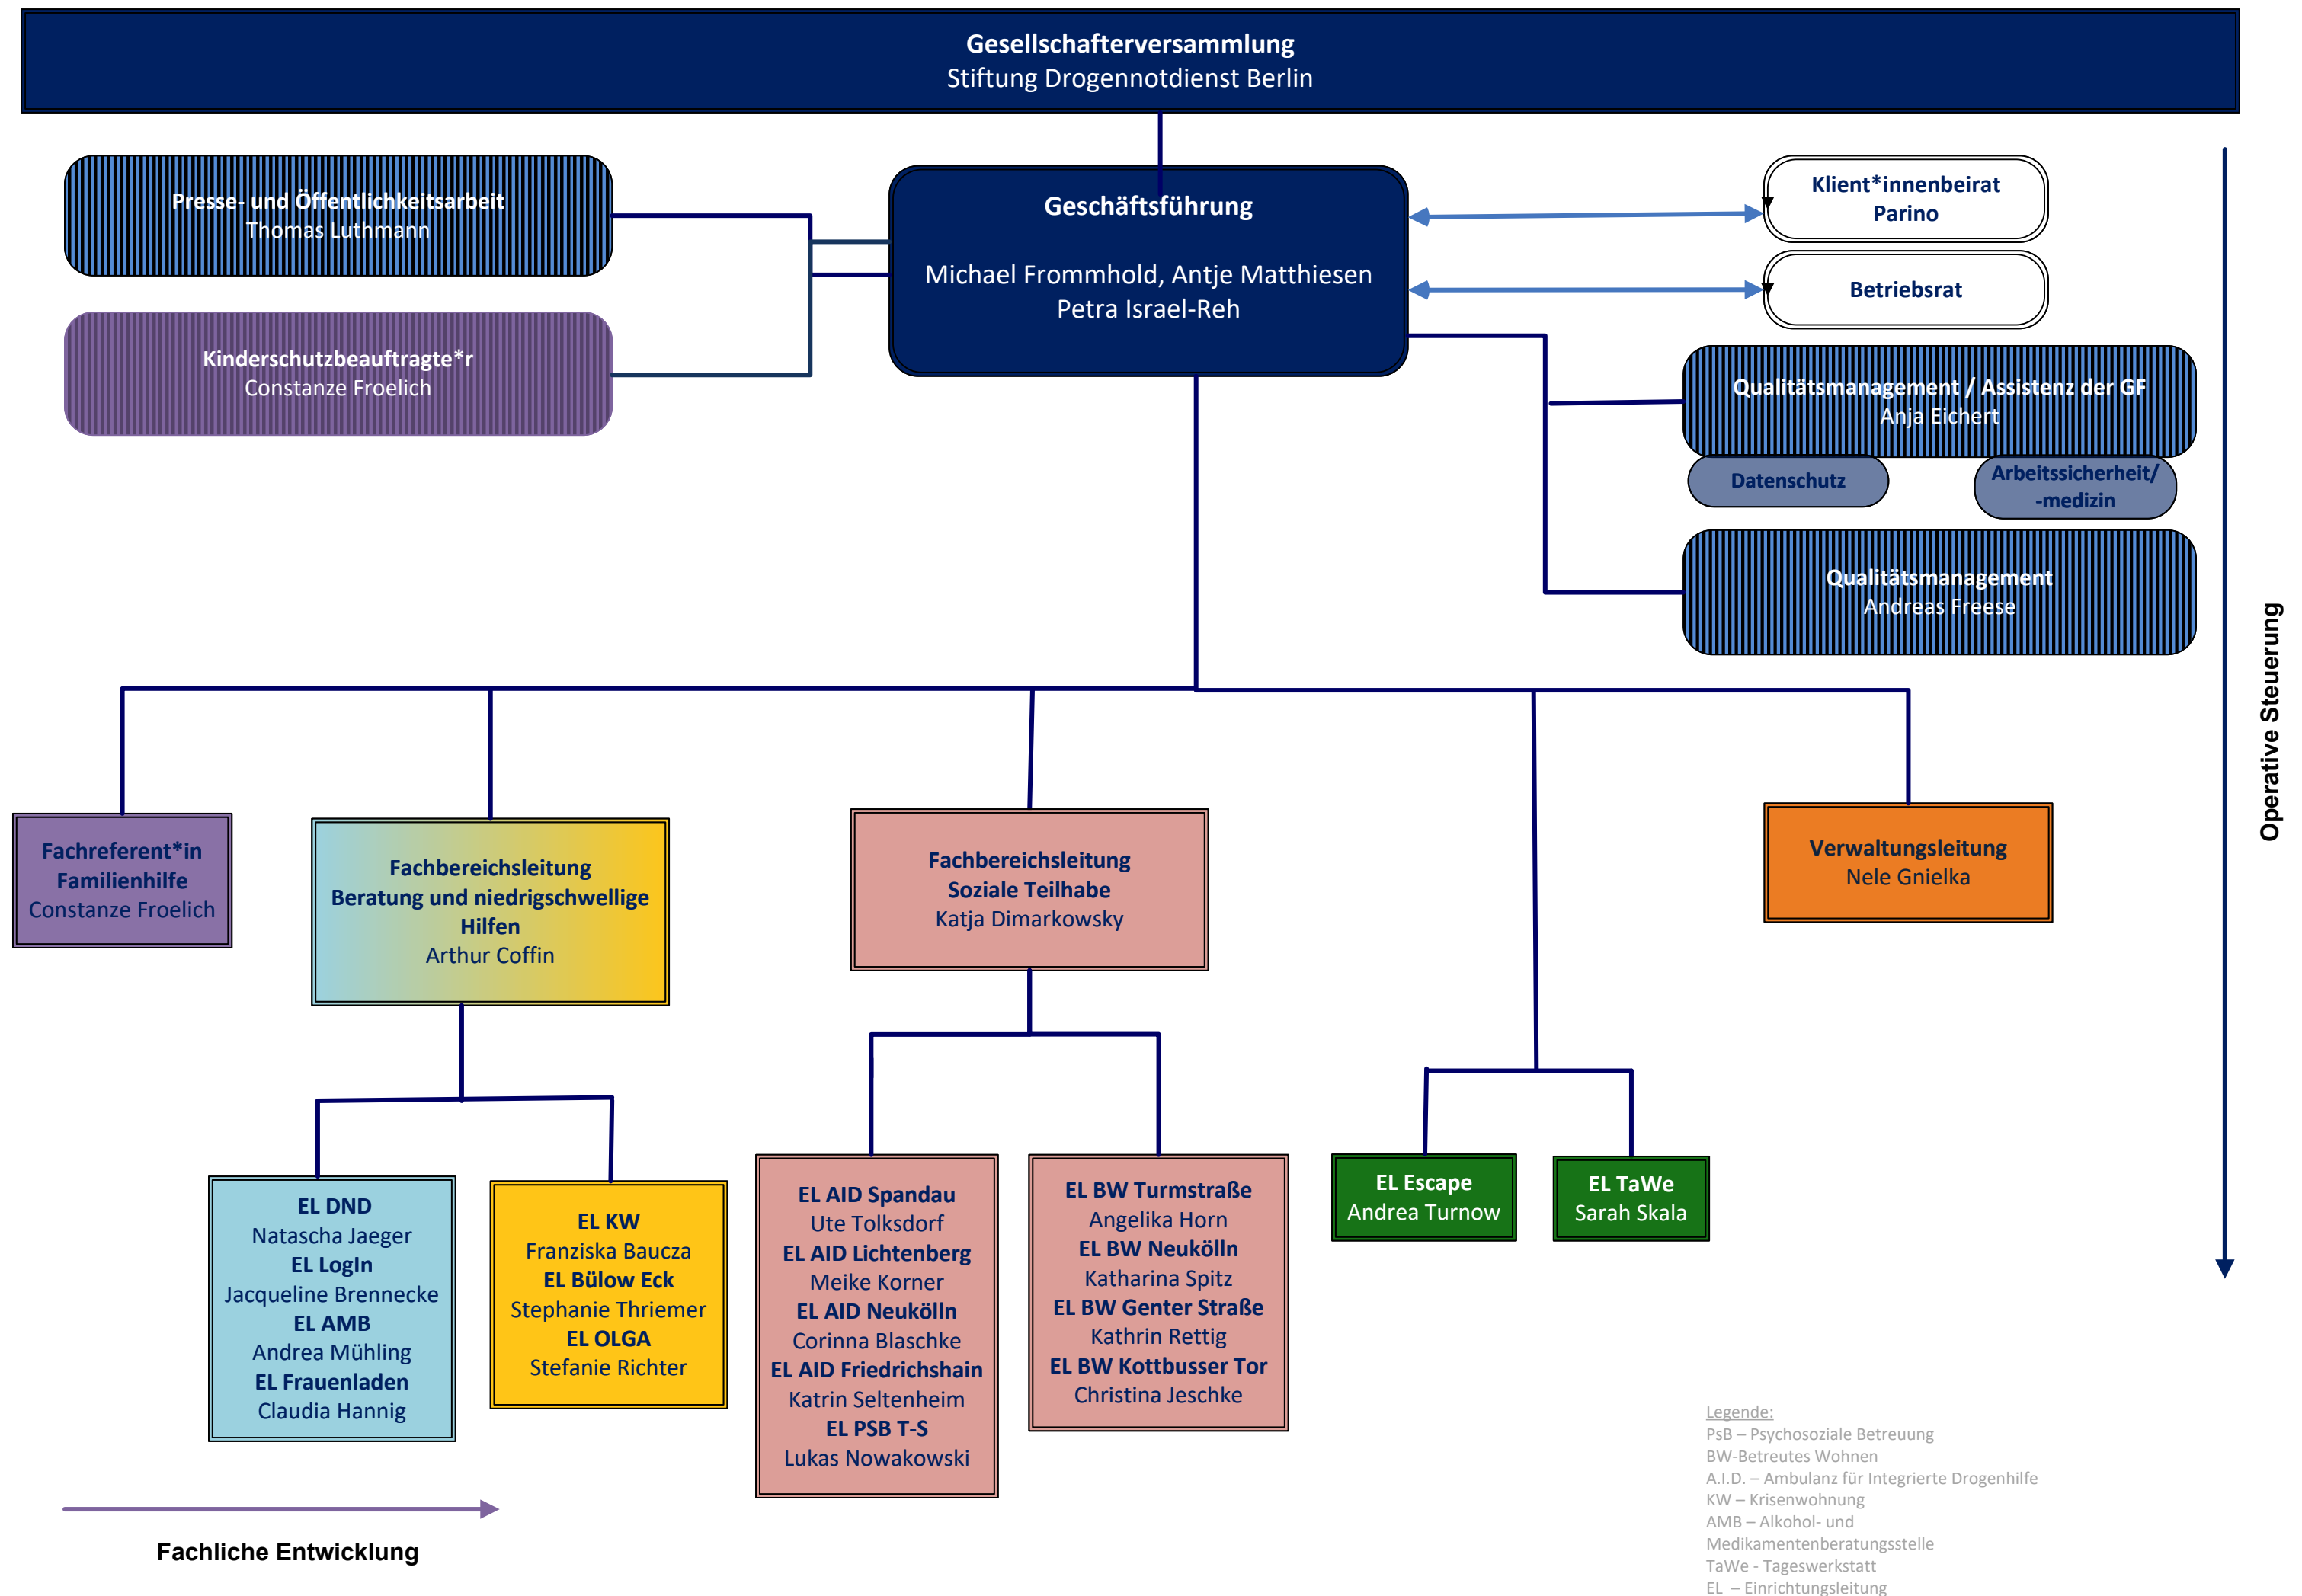 Gesellschafterversammlung
Stiftung Drogennotdienst Berlin
Presse- und Öffentlichkeitsarbeit
Thomas Luthmann
Kinderschutzbeauftragte*r
Constanze Froelich
Geschäftsführung
Michael Frommhold, Antje Matthiesen
Petra Israel-Reh
Klient*innenbeirat
Parino
Betriebsrat
Qualitätsmanagement / Assistenz der GF
Anja Eichert
Datenschutz
Arbeitssicherheit/
-medizin
Qualitätsmanagement
Andreas Freese
Operative Steuerung
Fachreferent*in
Familienhilfe
Constanze Froelich
Fachbereichsleitung
Beratung und niedrigschwellige
Hilfen
Arthur Coffin
Fachbereichsleitung
Soziale Teilhabe
Katja Dimarkowsky
Verwaltungsleitung
Nele Gnielka
EL DND
Natascha Jaeger
EL LogIn
Jacqueline Brennecke
EL AMB
Andrea Mühling
EL Frauenladen
Claudia Hannig
EL KW
Franziska Baucza
EL Bülow Eck
Stephanie Thriemer
EL OLGA
Stefanie Richter
EL AID Spandau
Ute Tolksdorf
EL AID Lichtenberg
Meike Korner
EL AID Neukölln
Corinna Blaschke
EL AID Friedrichshain
Katrin Seltenheim
EL PSB T-S
Lukas Nowakowski
EL BW Turmstraße
Angelika Horn
EL BW Neukölln
Katharina Spitz
EL BW Genter Straße
Kathrin Rettig
EL BW Kottbusser Tor
Christina Jeschke
EL Escape
Andrea Turnow
EL TaWe
Sarah Skala
Fachliche Entwicklung
Legende:
PsB – Psychosoziale Betreuung
BW-Betreutes Wohnen
A.I.D. – Ambulanz für Integrierte Drogenhilfe
KW – Krisenwohnung
AMB – Alkohol- und
Medikamentenberatungsstelle
TaWe - Tageswerkstatt
EL – Einrichtungsleitung